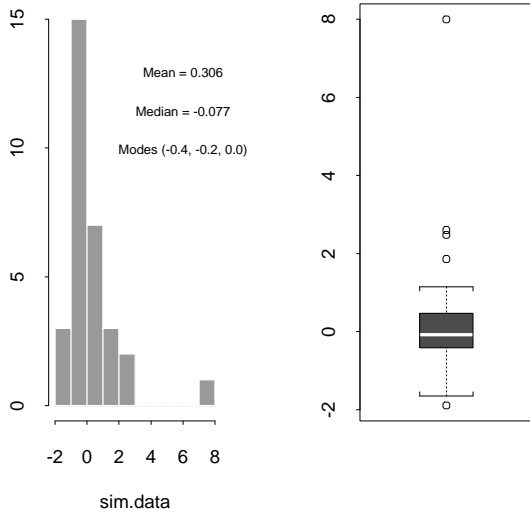 15
10
5
0
Mean = 0.306
Median = -0.077
Modes (-0.4, -0.2, 0.0)
-2 0 2 4 6 8
sim.data
8
6
4
2
0
-2